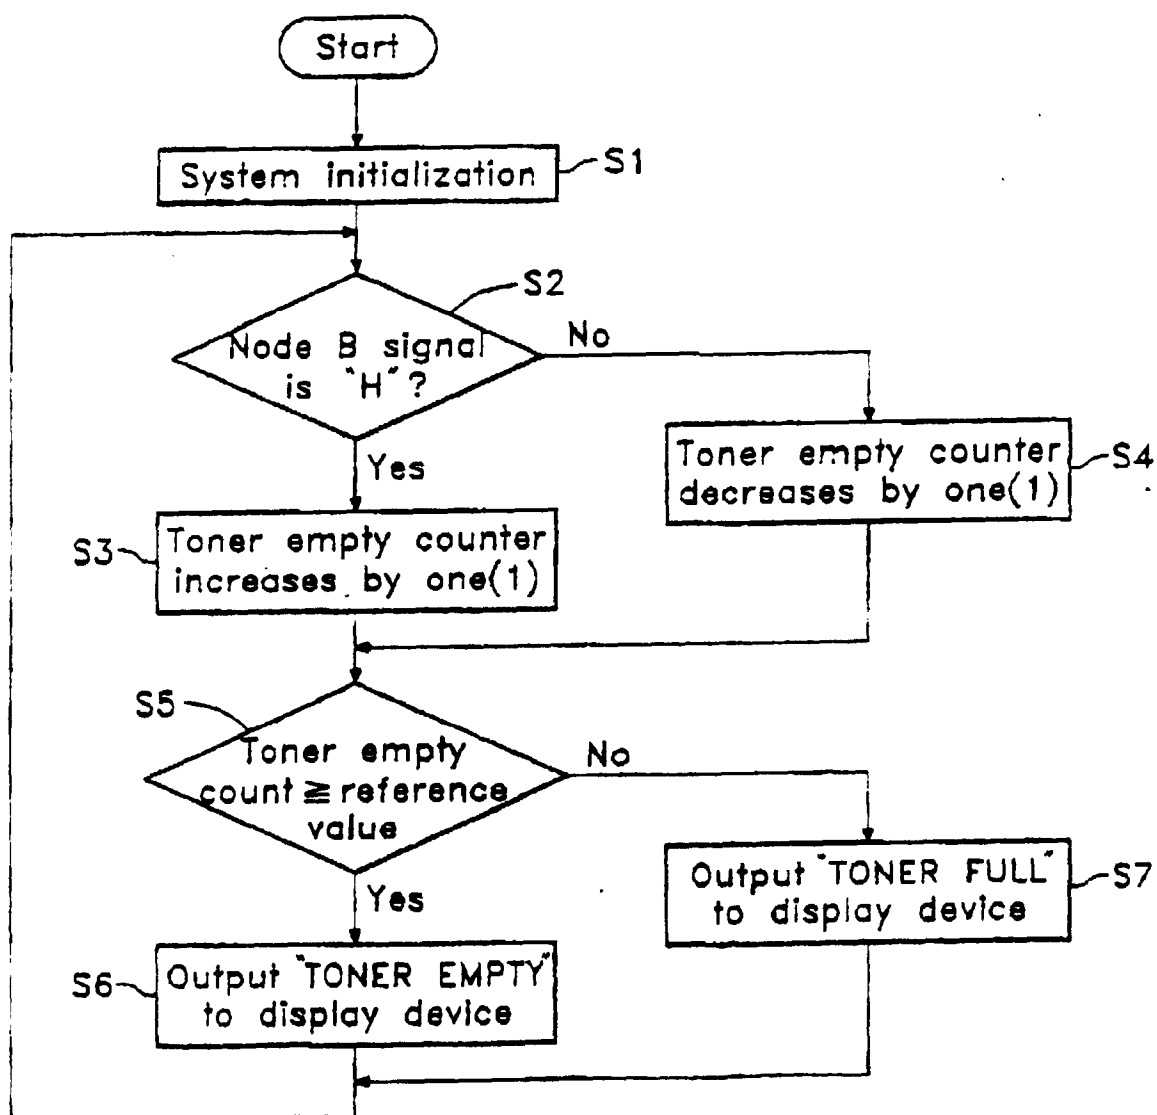 Start
System initialization
S1
S2
Node B signal
is "H"?
No
Yes
Toner empty counter
decreases by one(1)
S4
S3
Toner empty counter
increases by one(1)
S5
Toner empty
count ≧ reference
value
No
Yes
Output "TONER FULL"
to display device
S7
S6
Output "TONER EMPTY"
to display device